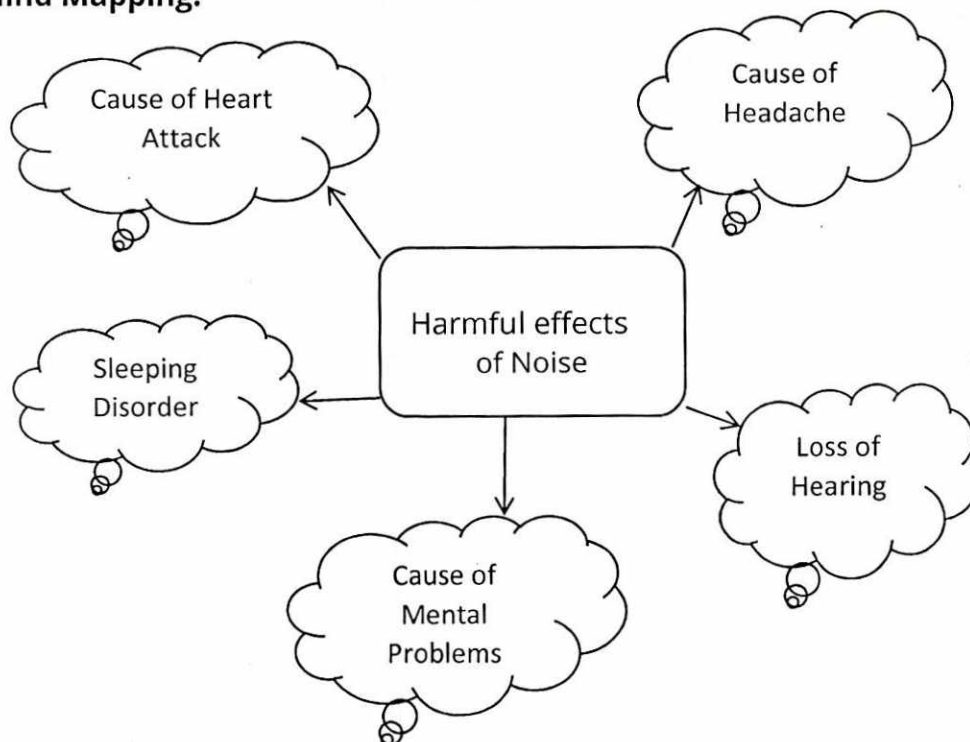 Mind Mapping:
Cause of Heart
Attack
Cause of
Headache
Harmful effects
of Noise
Sleeping
Disorder
Loss of
Hearing
Cause of
Mental
Problems